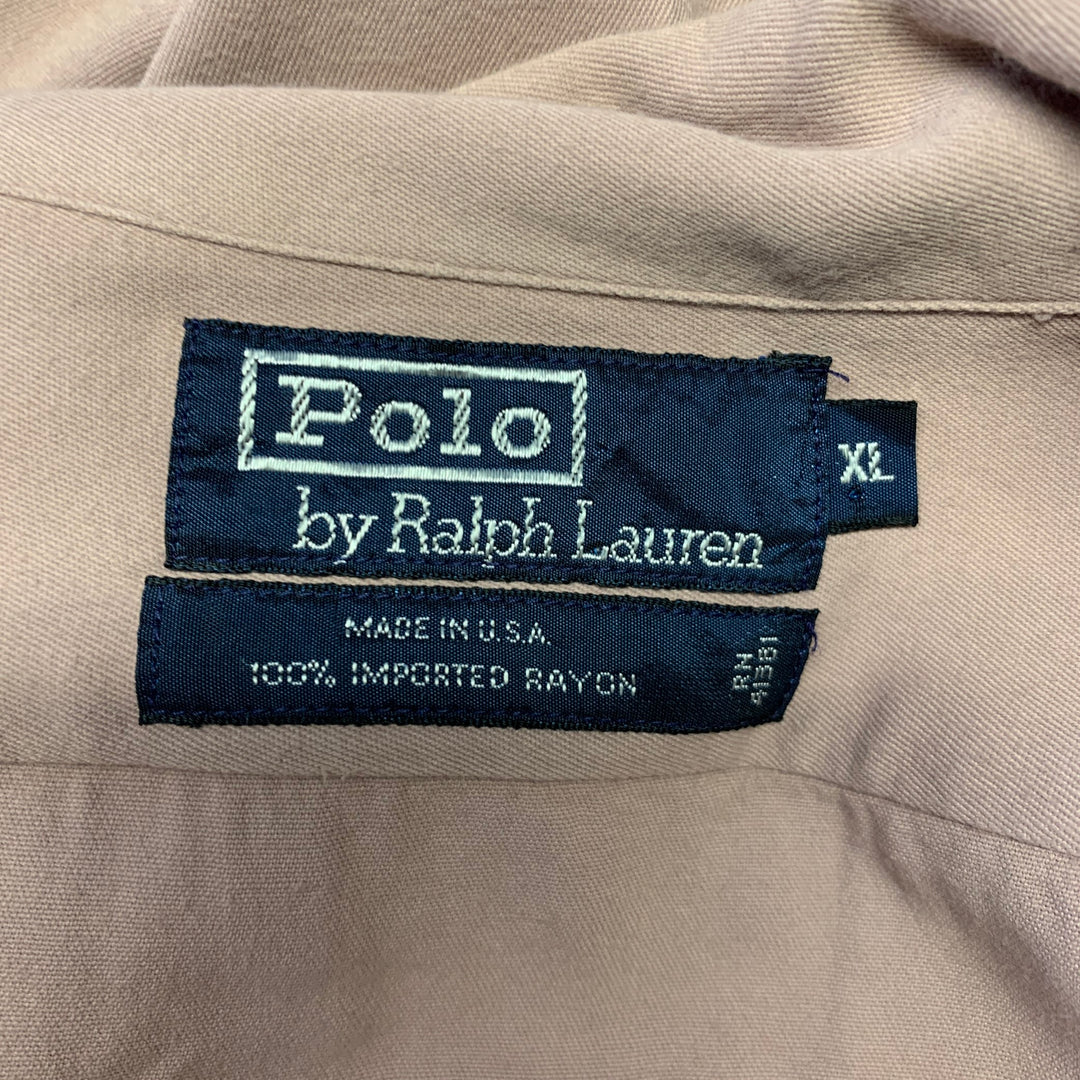 Polo
by Ralph Lauren
XL
MADE IN U.S.A.
100% IMPORTED RAYON
RN
41381